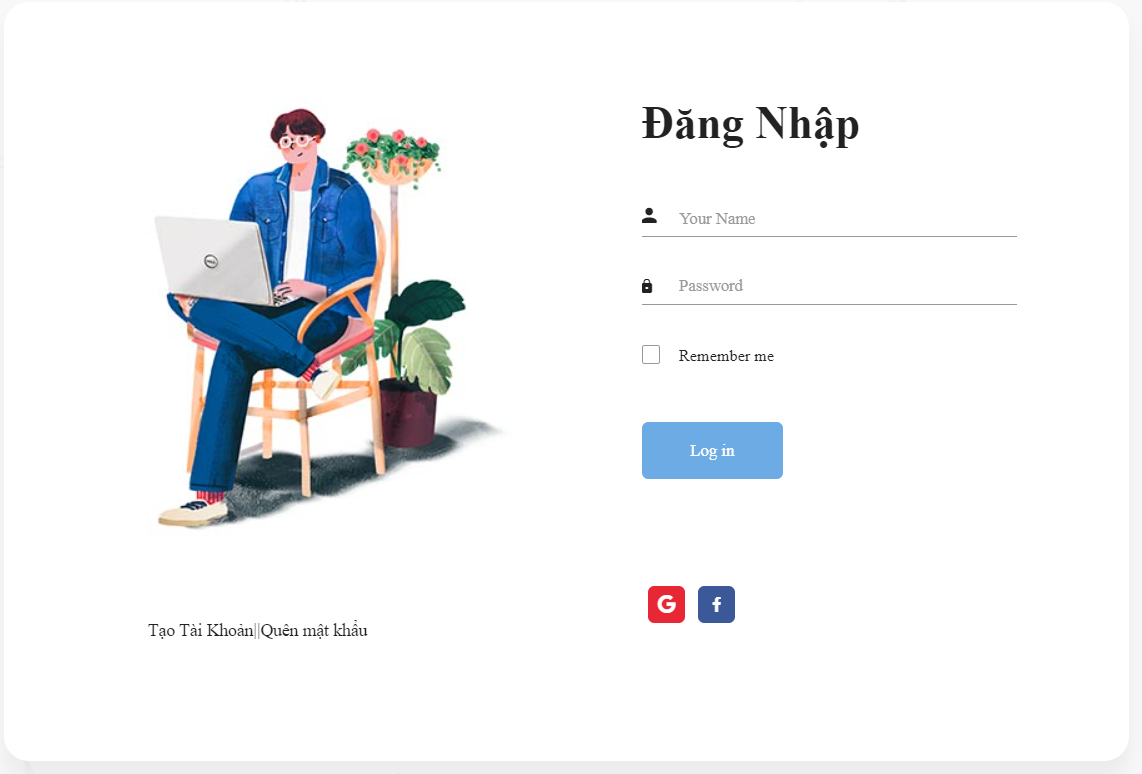 Đăng Nhập
Your Name
Password
Remember me
Log in
Tạo Tài Khoản||Quên mật khẩu